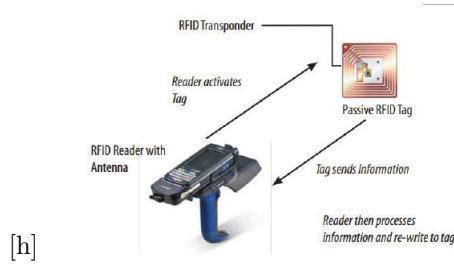 RFID Transponder
Reader activates
Tag
Passive RFID Tag
RFID Reader with
Antenna
Tag sends information
Reader then processes
information and re-write to tag
[h]